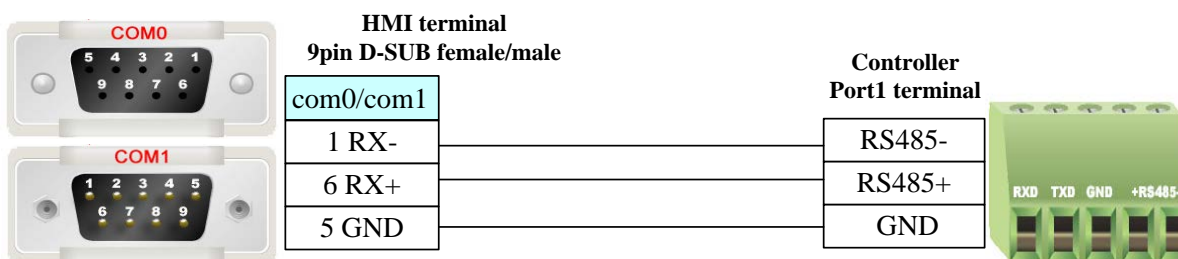 COM0
5 4 3 2 1
9 8 7 6
COM1
1 2 3 4 5
6 7 8 9
HMI terminal
9pin D-SUB female/male
com0/com1
1 RX-
6 RX+
5 GND
Controller
Port1 terminal
RS485-
RS485+
GND
RXD TXD GND +RS485-